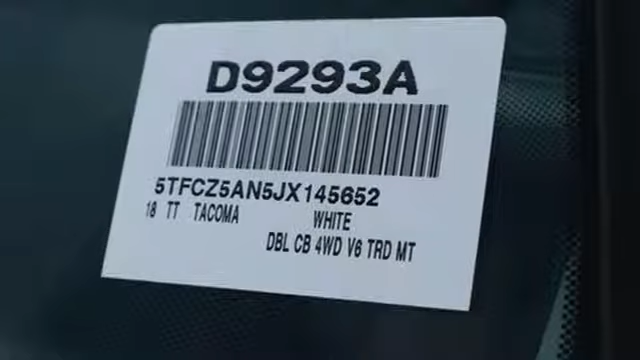 D9293A
5TFCZ5AN5JX145652
18 TT TACOMA WHITE
DBL CB 4WD V6 TRD MT